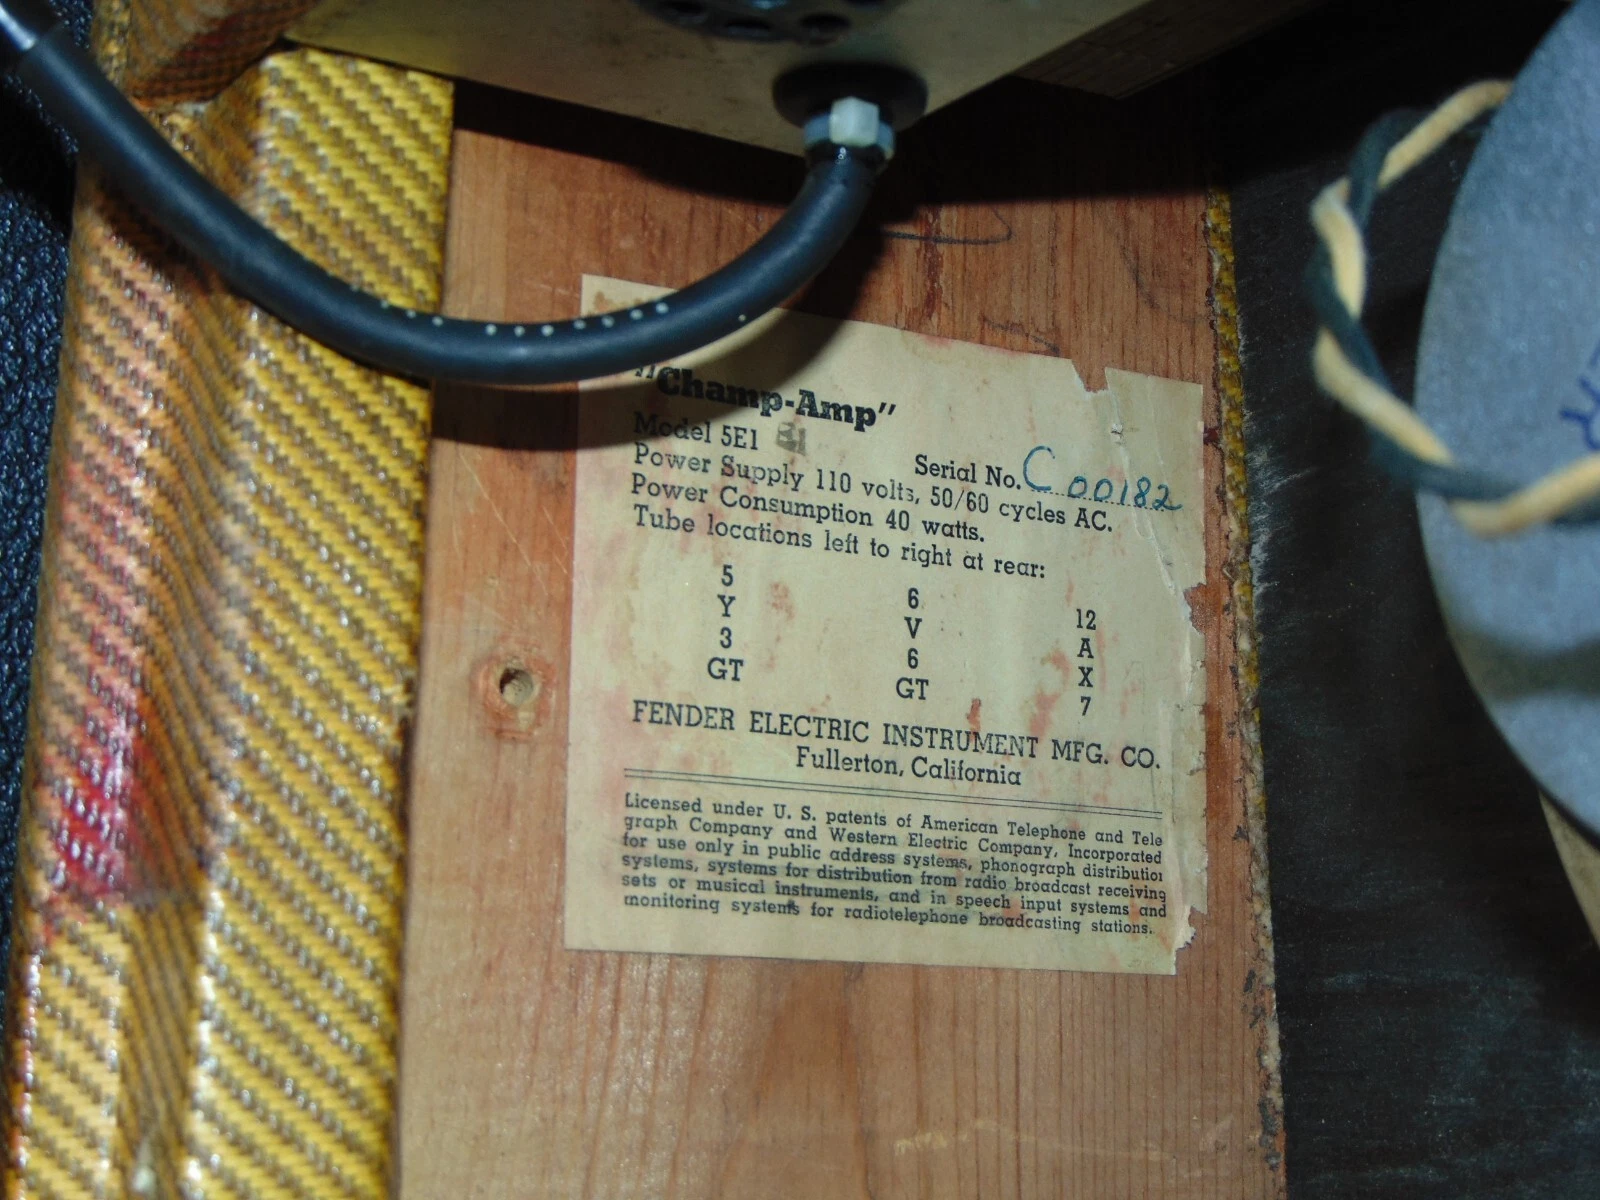 "Champ-Amp"
Model 5E1
Serial No. C 00182
Power Supply 110 volts, 50/60 cycles AC.
Power Consumption 40 watts.
Tube locations left to right at rear:
5 6 12
Y V A
3 6 X
GT GT 7
FENDER ELECTRIC INSTRUMENT MFG. CO.
Fullerton, California
Licensed under U. S. patents of American Telephone and Tele
graph Company and Western Electric Company, Incorporated
for use only in public address systems, phonograph distribution
systems, systems for distribution from radio broadcast receiving
sets or musical instruments, and in speech input systems and
monitoring systems for radiotelephone broadcasting stations.